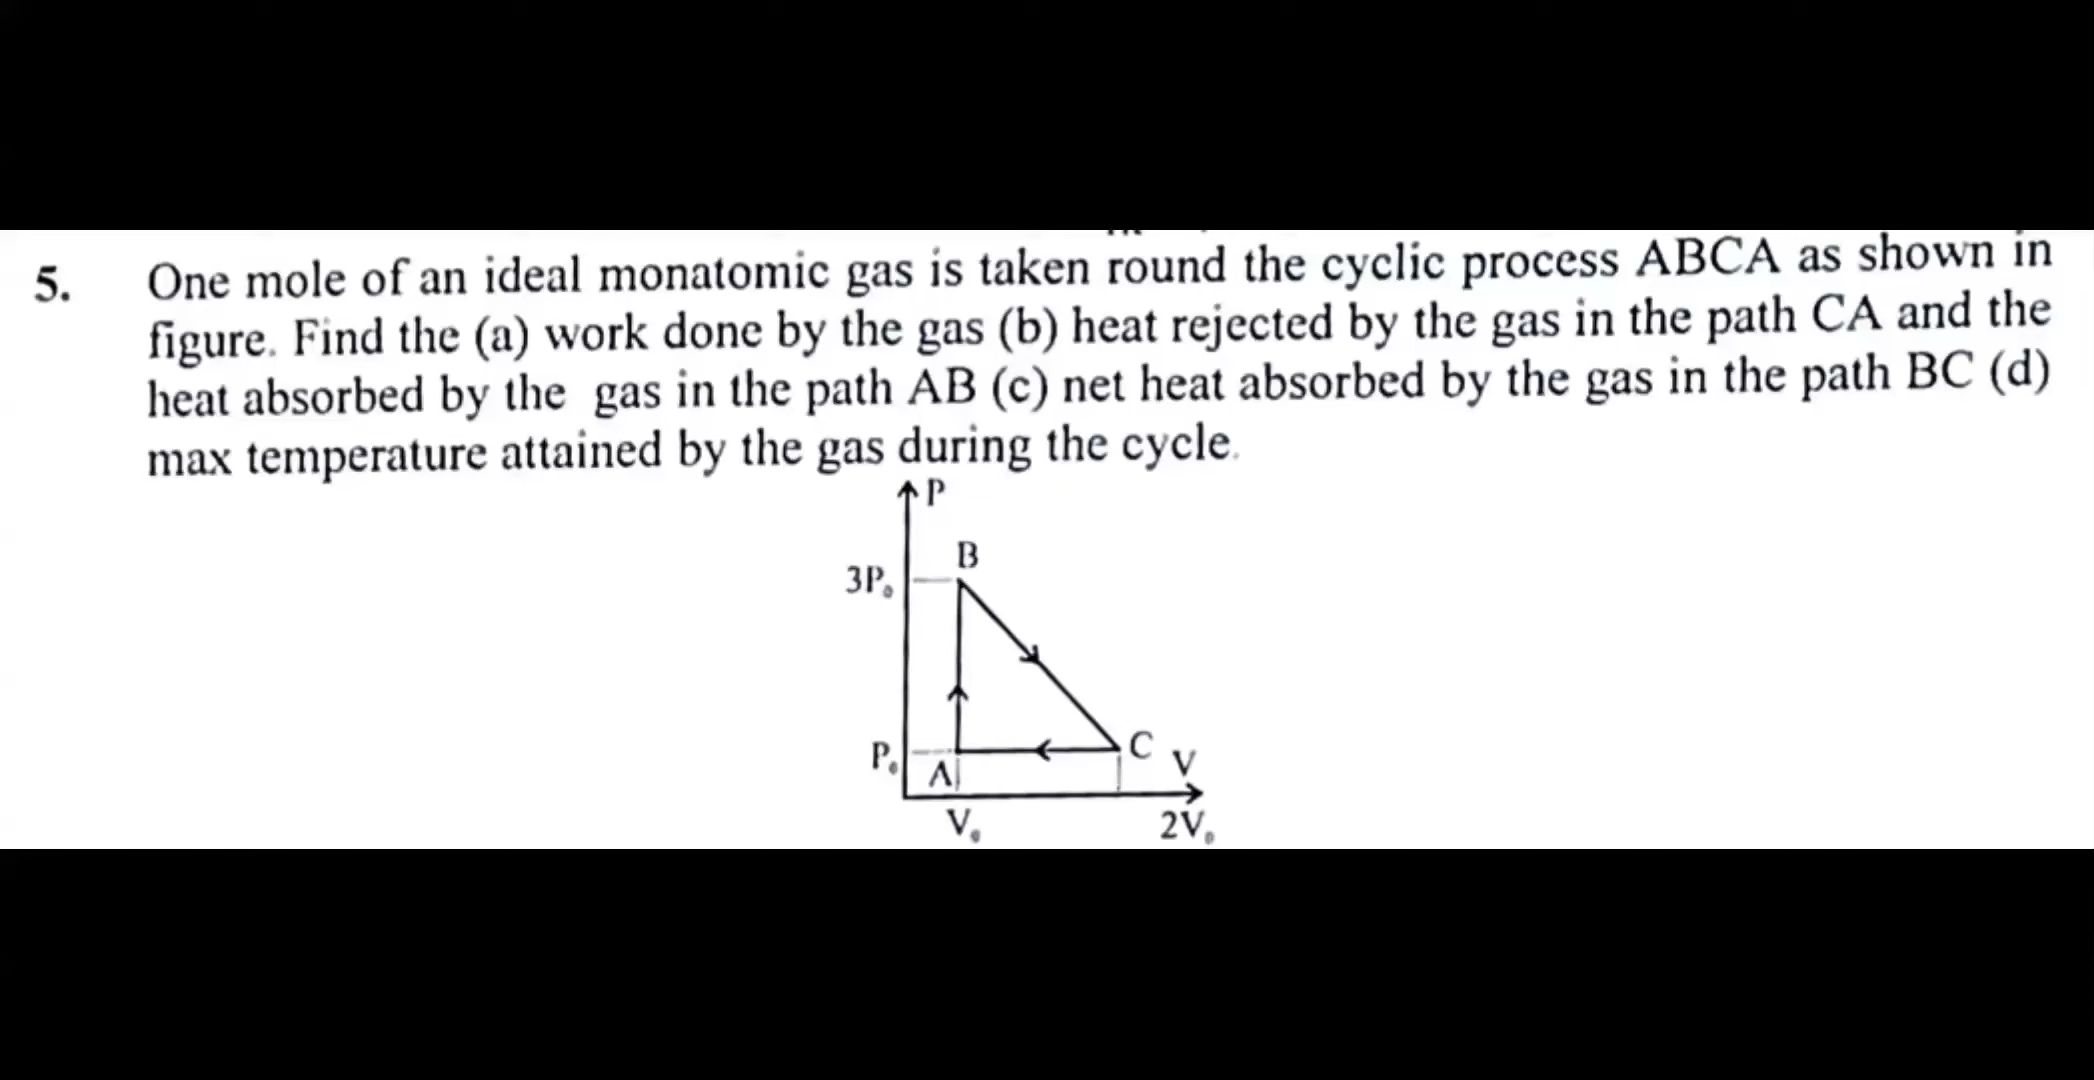 5. One mole of an ideal monatomic gas is taken round the cyclic process ABCA as shown in
figure. Find the (a) work done by the gas (b) heat rejected by the gas in the path CA and the
heat absorbed by the gas in the path AB (c) net heat absorbed by the gas in the path BC (d)
max temperature attained by the gas during the cycle.
P
B
3P₀
C
P₀
V
A
V₀
2V₀